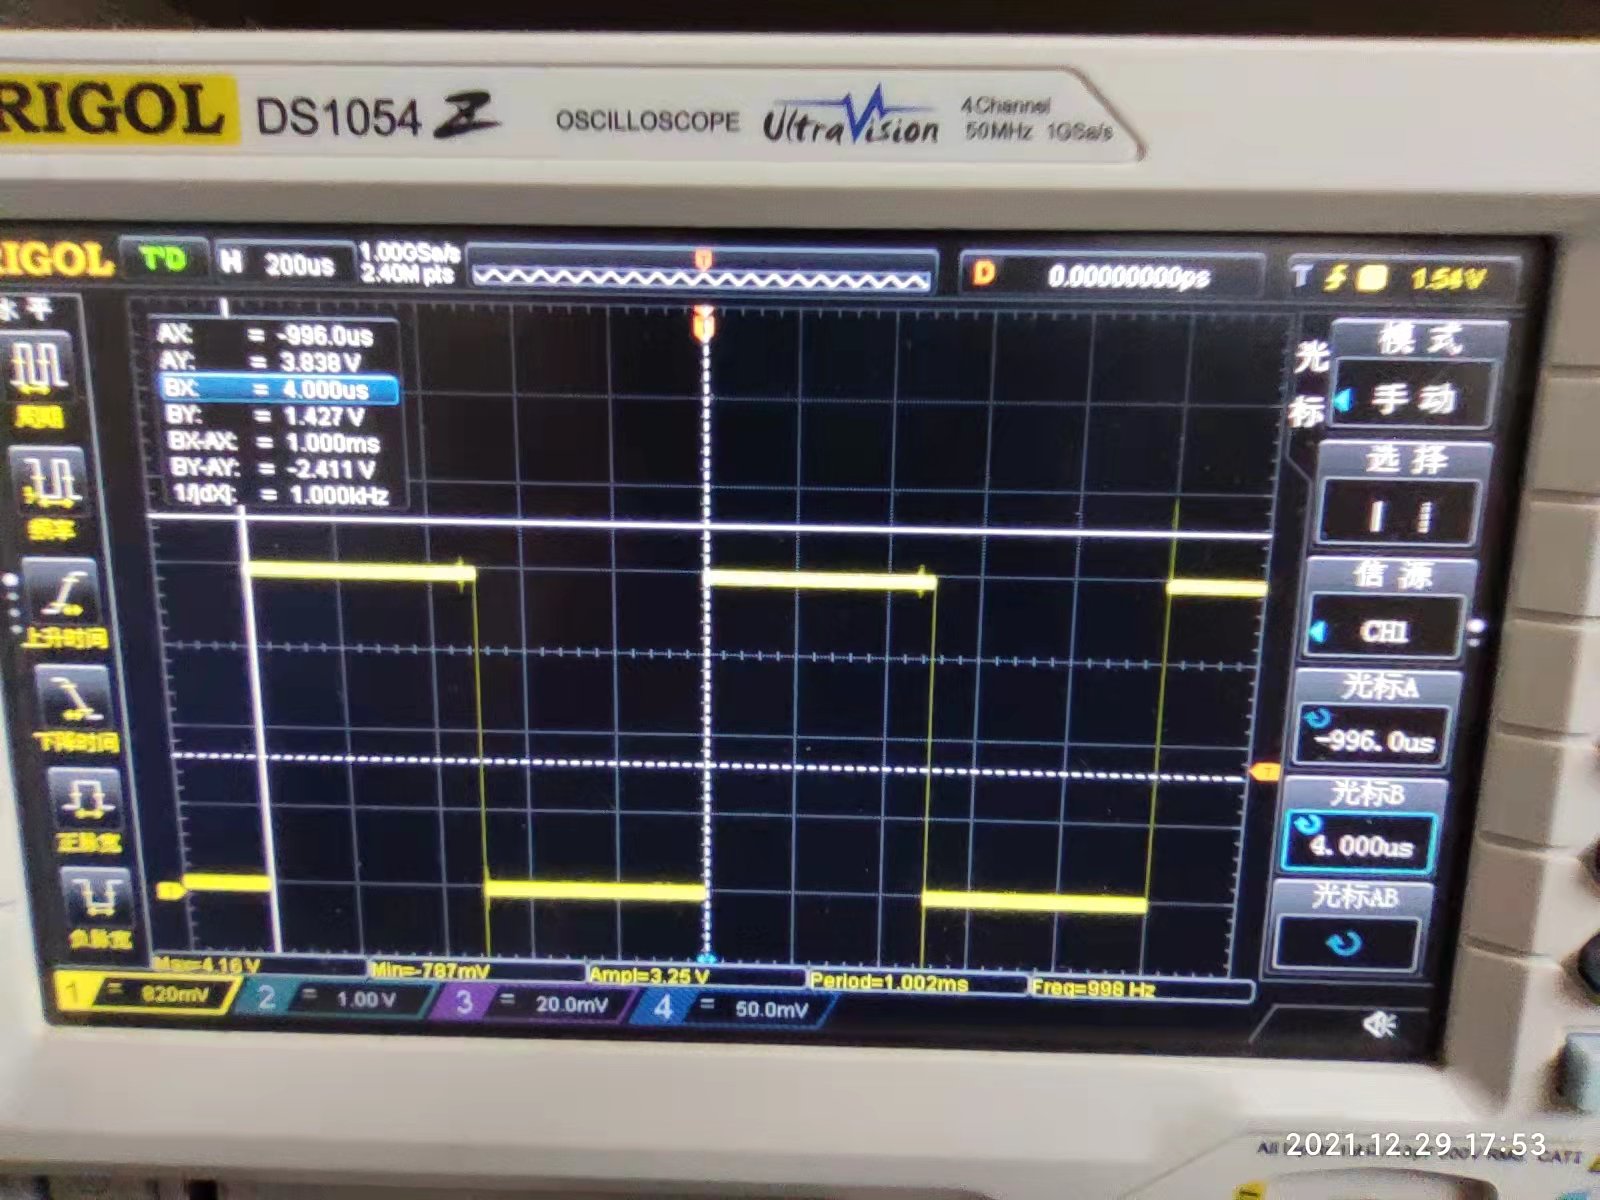 RIGOL DS1054 Z OSCILLOSCOPE UltraVision 4 Channel
50MHz 1GSa/s
RIGOL T'D H 200us 1.00GSa/s
2.40M pts
D 0.00000000ps T 1.54V
水平
周期
频率
上升时间
下降时间
正脉宽
负脉宽
AX: = -996.0us
AY: = 3.838 V
BX: = 4.000us
BY: = 1.427 V
BX-AX: = 1.000ms
BY-AY: = -2.411 V
1/|dX|: = 1.000kHz
光标
模式
手动
选择
信源
CH1
光标A
-996.0us
光标B
4.000us
光标AB
Max=4.16 V Min=-787mV Ampl=3.25 V Period=1.002ms Freq=998 Hz
1 = 820mV 2 = 1.00 V 3 = 20.0mV 4 = 50.0mV
2021.12.29 17:53